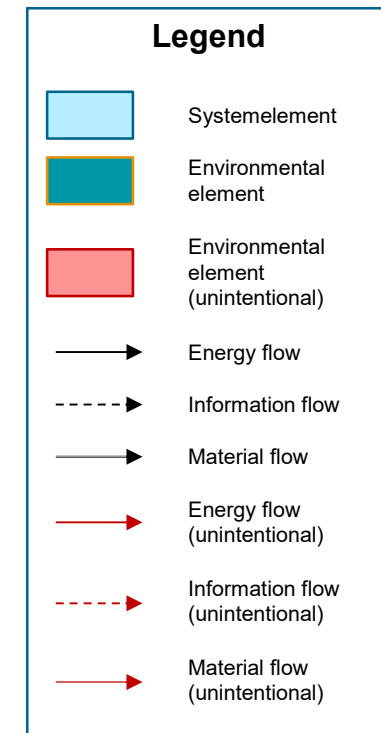 Legend
Systemelement
Environmental
element
Environmental
element
(unintentional)
Energy flow
Information flow
Material flow
Energy flow
(unintentional)
Information flow
(unintentional)
Material flow
(unintentional)